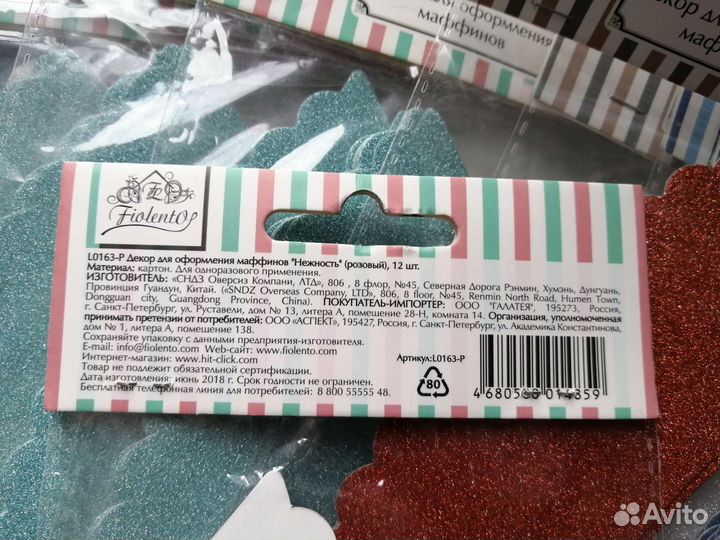 для оформления
маффинов
Декор для
мафф
Fiolento
L0163-P Декор для оформления маффинов "Нежность" (розовый), 12 шт.
Материал: картон. Для одноразового применения.
ИЗГОТОВИТЕЛЬ: «СНДЗ Оверсиз Компани, ЛТД», 806 , 8 флор, №45, Северная Дорога Рэнмин, Хумэнь, Дунгуань,
Провинция Гуандун, Китай. («SNDZ Overseas Company, LTD», 806, 8 floor, №45, Renmin North Road, Humen Town,
Dongguan city, Guangdong Province, China). ПОКУПАТЕЛЬ-ИМПОРТЕР: ООО "ГАЛАТЕЯ", 195273, Россия,
г. Санкт-Петербург, ул. Руставели, дом № 13, литера А, помещение 28-Н, комната 14. Организация, уполномоченная
принимать претензии от потребителей: ООО «АСПЕКТ», 195427, Россия, г. Санкт-Петербург, ул. Академика Константинова,
дом № 1, литера А, помещение 138.
Сохраняйте упаковку с данными предприятия-изготовителя.
E-mail: info@fiolento.com Web-сайт: www.fiolento.com
Интернет-магазин: www.hit-click.com
Товар не подлежит обязательной сертификации.
Дата изготовления: июнь 2018 г. Срок годности не ограничен.
Бесплатная телефонная линия для потребителей: 8 800 55555 48.
Артикул:L0163-P
80
4 680500 014359
Avito